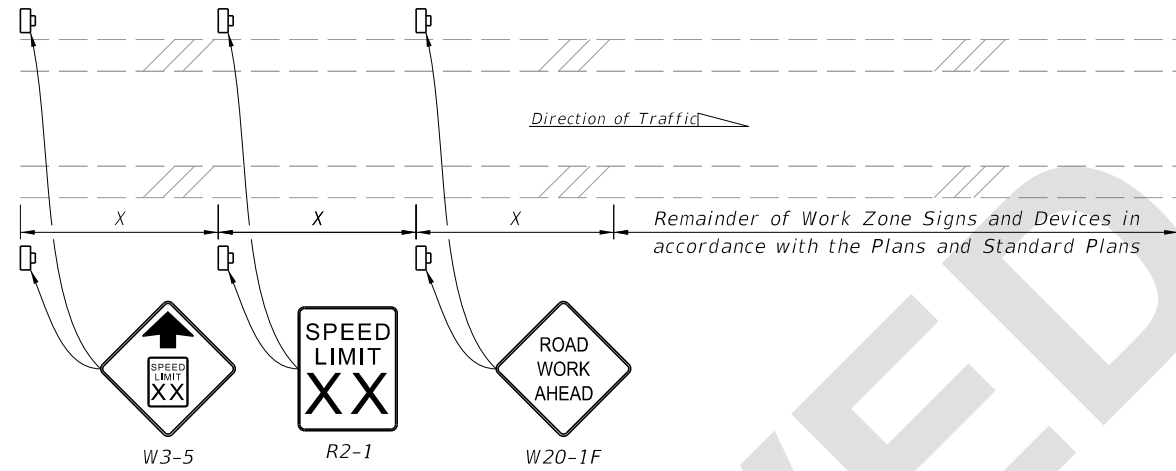 Direction of Traffic
X
X
X
Remainder of Work Zone Signs and Devices in
accordance with the Plans and Standard Plans
SPEED
LIMIT
XX
W3-5
SPEED
LIMIT
XX
R2-1
ROAD
WORK
AHEAD
W20-1F